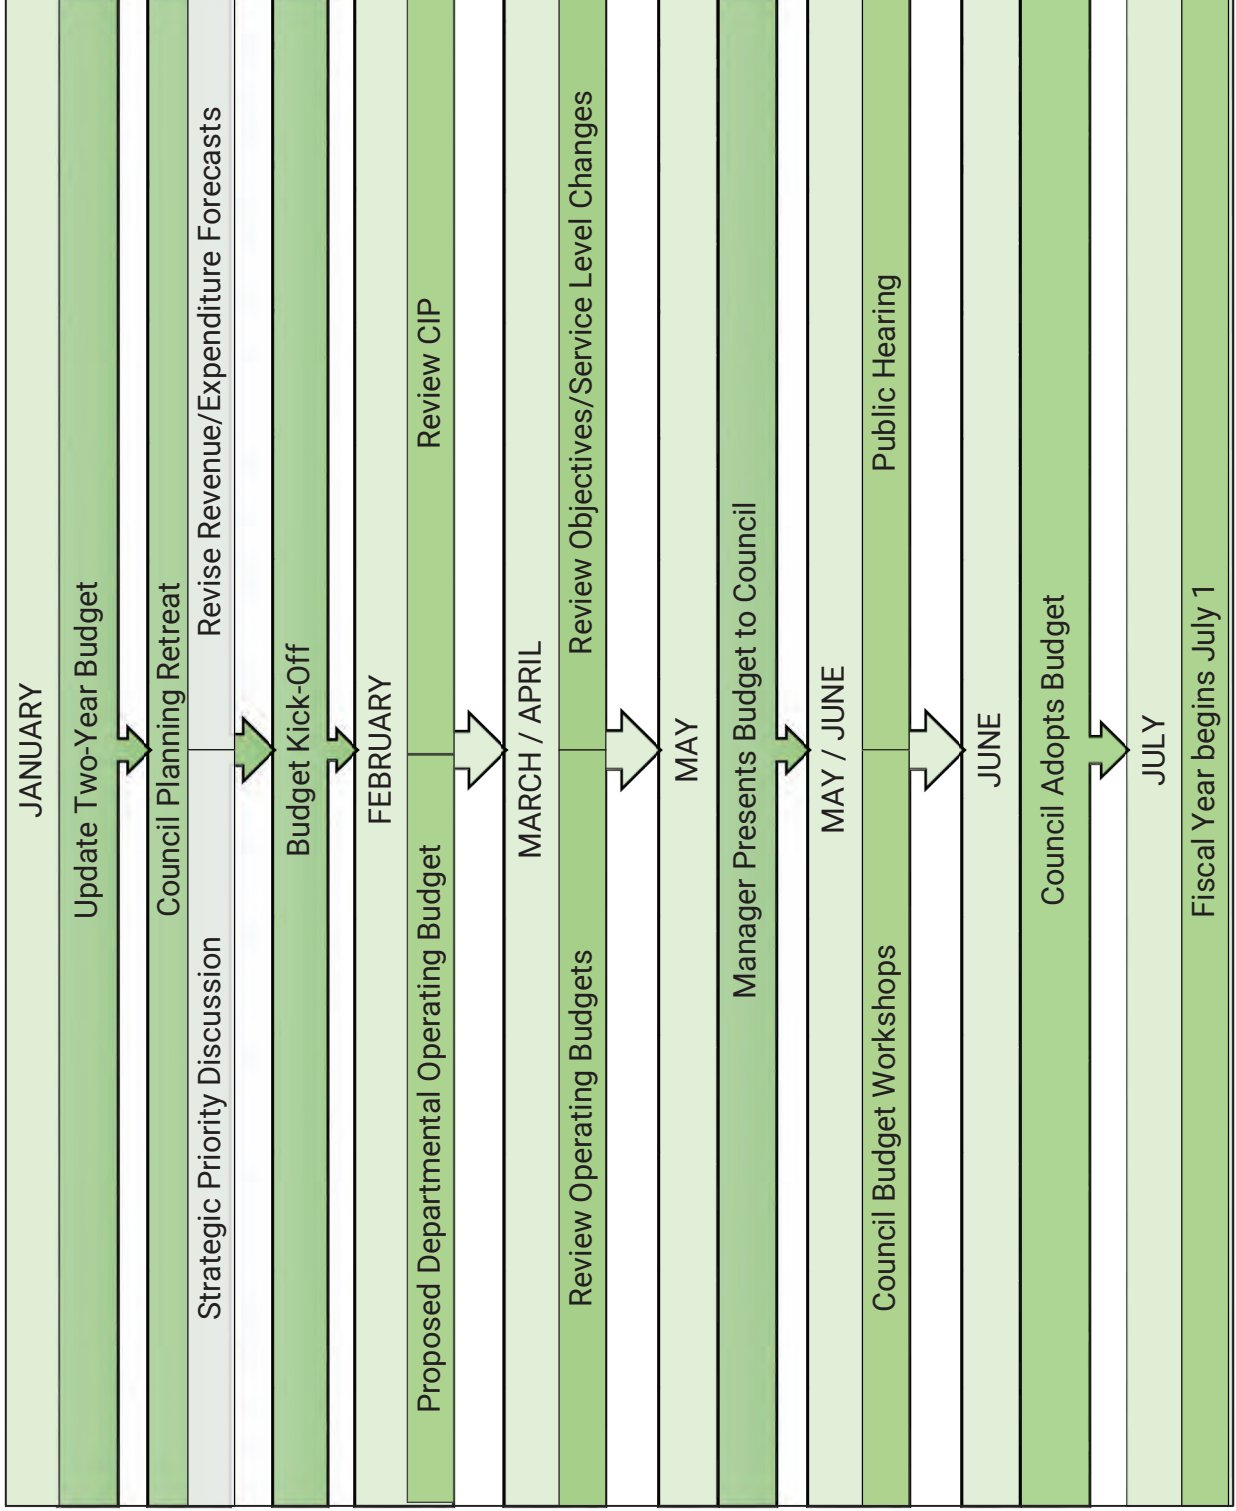 JANUARY
Update Two-Year Budget
Council Planning Retreat
Strategic Priority Discussion
Revise Revenue/Expenditure Forecasts
Budget Kick-Off
FEBRUARY
Proposed Departmental Operating Budget
Review CIP
MARCH / APRIL
Review Operating Budgets
Review Objectives/Service Level Changes
MAY
Manager Presents Budget to Council
MAY / JUNE
Council Budget Workshops
Public Hearing
JUNE
Council Adopts Budget
JULY
Fiscal Year begins July 1